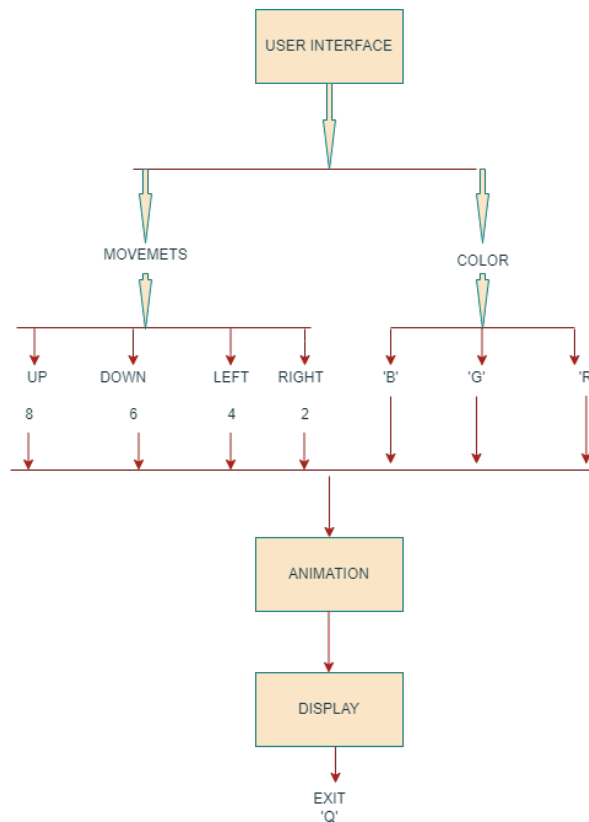 USER INTERFACE
MOVEMETS
COLOR
UP DOWN LEFT RIGHT 'B' 'G' 'R
8 6 4 2
ANIMATION
DISPLAY
EXIT
'Q'